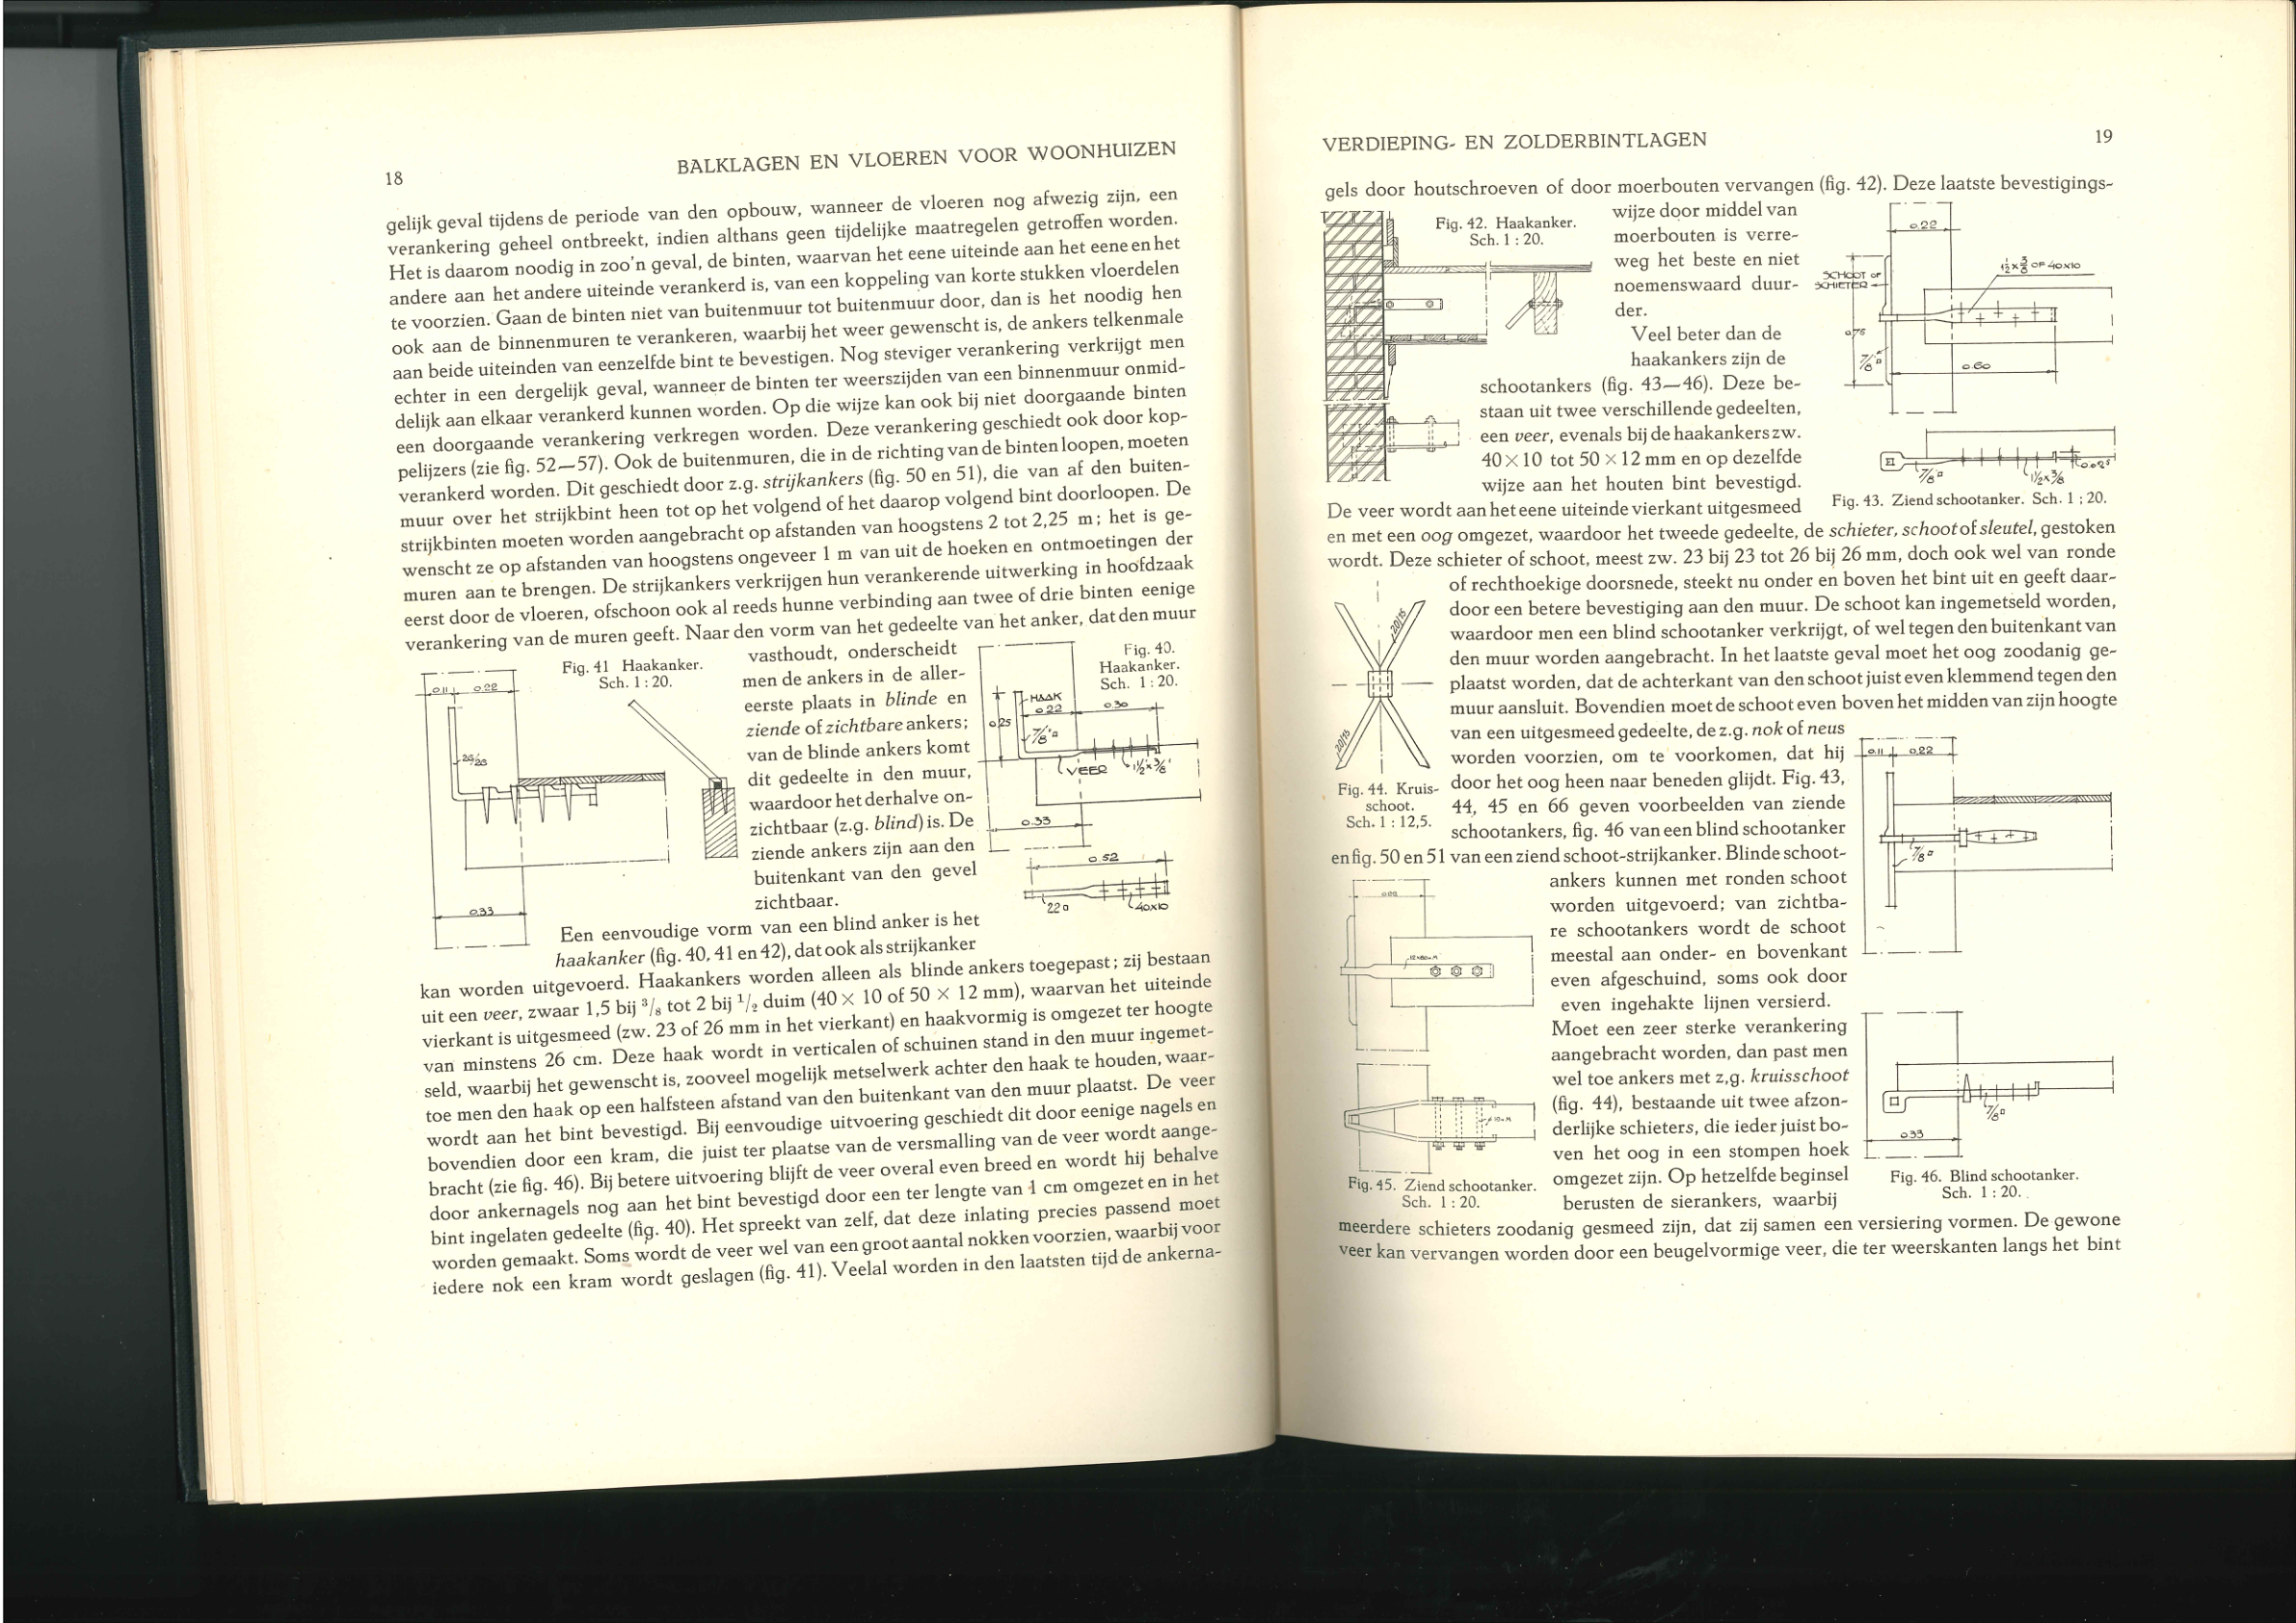 18
BALKLAGEN EN VLOEREN VOOR WOONHUIZEN
gelijk geval tijdens de periode van den opbouw, wanneer de vloeren nog afwezig zijn, een
verankering geheel ontbreekt, indien althans geen tijdelijke maatregelen getroffen worden.
Het is daarom noodig in zoo'n geval, de binten, waarvan het eene uiteinde aan het eene en het
andere aan het andere uiteinde verankerd is, van een koppeling van korte stukken vloerdelen
te voorzien. Gaan de binten niet van buitenmuur tot buitenmuur door, dan is het noodig hen
ook aan de binnenmuren te verankeren, waarbij het weer gewenscht is, de ankers telkenmale
aan beide uiteinden van eenzelfde bint te bevestigen. Nog steviger verankering verkrijgt men
echter in een dergelijk geval, wanneer de binten ter weerszijden van een binnenmuur onmid-
delijk aan elkaar verankerd kunnen worden. Op die wijze kan ook bij niet doorgaande binten
een doorgaande verankering verkregen worden. Deze verankering geschiedt ook door kop-
pelijzers (zie fig. 52—57). Ook de buitenmuren, die in de richting van de binten loopen, moeten
verankerd worden. Dit geschiedt door z.g. strijkankers (fig. 50 en 51), die van af den buiten-
muur over het strijkbint heen tot op het volgend of het daarop volgend bint doorloopen. De
strijkbinten moeten worden aangebracht op afstanden van hoogstens 2 tot 2,25 m; het is ge-
wenscht ze op afstanden van hoogstens ongeveer 1 m van uit de hoeken en ontmoetingen der
muren aan te brengen. De strijkankers verkrijgen hun verankerende uitwerking in hoofdzaak
eerst door de vloeren, ofschoon ook al reeds hunne verbinding aan twee of drie binten eenige
verankering van de muren geeft. Naar den vorm van het gedeelte van het anker, dat den muur
vasthoudt, onderscheidt
men de ankers in de aller-
eerste plaats in blinde en
ziende of zichtbare ankers;
van de blinde ankers komt
dit gedeelte in den muur,
waardoor het derhalve on-
zichtbaar (z.g. blind) is. De
ziende ankers zijn aan den
buitenkant van den gevel
zichtbaar.
Fig. 41 Haakanker.
Sch. 1 : 20.
0.11 0.22
0.33
Fig. 40.
Haakanker.
Sch. 1 : 20.
HAAK
0.22 0.30
0.25
7/8"□
VEER 1½"×3/8"
0.33
0.52
22□ 40X10
Een eenvoudige vorm van een blind anker is het
haakanker (fig. 40, 41 en 42), dat ook als strijkanker
kan worden uitgevoerd. Haakankers worden alleen als blinde ankers toegepast; zij bestaan
uit een veer, zwaar 1,5 bij 3/8 tot 2 bij 1/2 duim (40 × 10 of 50 × 12 mm), waarvan het uiteinde
vierkant is uitgesmeed (zw. 23 of 26 mm in het vierkant) en haakvormig is omgezet ter hoogte
van minstens 26 cm. Deze haak wordt in verticalen of schuinen stand in den muur ingemet-
seld, waarbij het gewenscht is, zooveel mogelijk metselwerk achter den haak te houden, waar-
toe men den haak op een halfsteen afstand van den buitenkant van den muur plaatst. De veer
wordt aan het bint bevestigd. Bij eenvoudige uitvoering geschiedt dit door eenige nagels en
bovendien door een kram, die juist ter plaatse van de versmalling van de veer wordt aange-
bracht (zie fig. 46). Bij betere uitvoering blijft de veer overal even breed en wordt hij behalve
door ankernagels nog aan het bint bevestigd door een ter lengte van 1 cm omgezet en in het
bint ingelaten gedeelte (fig. 40). Het spreekt van zelf, dat deze inlating precies passend moet
worden gemaakt. Soms wordt de veer wel van een groot aantal nokken voorzien, waarbij voor
iedere nok een kram wordt geslagen (fig. 41). Veelal worden in den laatsten tijd de ankerna-
VERDIEPING- EN ZOLDERBINTLAGEN
19
gels door houtschroeven of door moerbouten vervangen (fig. 42). Deze laatste bevestigings-
wijze door middel van
moerbouten is verre-
weg het beste en niet
noemenswaard duur-
der.
Fig. 42. Haakanker.
Sch. 1 : 20.
Veel beter dan de
haakankers zijn de
schootankers (fig. 43—46). Deze be-
staan uit twee verschillende gedeelten,
een veer, evenals bij de haakankers zw.
40 × 10 tot 50 × 12 mm en op dezelfde
wijze aan het houten bint bevestigd.
De veer wordt aan het eene uiteinde vierkant uitgesmeed
0.22
1½×3/8 OF 40X10
SCHOOT OF
SCHIETER
0.75
7/8"□
0.60
7/8□ 1½×3/8 0.025
Fig. 43. Ziend schootanker. Sch. 1 : 20.
en met een oog omgezet, waardoor het tweede gedeelte, de schieter, schoot of sleutel, gestoken
wordt. Deze schieter of schoot, meest zw. 23 bij 23 tot 26 bij 26 mm, doch ook wel van ronde
of rechthoekige doorsnede, steekt nu onder en boven het bint uit en geeft daar-
door een betere bevestiging aan den muur. De schoot kan ingemetseld worden,
waardoor men een blind schootanker verkrijgt, of wel tegen den buitenkant van
den muur worden aangebracht. In het laatste geval moet het oog zoodanig ge-
plaatst worden, dat de achterkant van den schoot juist even klemmend tegen den
muur aansluit. Bovendien moet de schoot even boven het midden van zijn hoogte
van een uitgesmeed gedeelte, de z.g. nok of neus
worden voorzien, om te voorkomen, dat hij
door het oog heen naar beneden glijdt. Fig. 43,
44, 45 en 66 geven voorbeelden van ziende
schootankers, fig. 46 van een blind schootanker
en fig. 50 en 51 van een ziend schoot-strijkanker. Blinde schoot-
20/15
20/15
Fig. 44. Kruis-
schoot.
Sch. 1 : 12,5.
0.11 0.22
7/8□
ankers kunnen met ronden schoot
worden uitgevoerd; van zichtba-
re schootankers wordt de schoot
meestal aan onder- en bovenkant
even afgeschuind, soms ook door
even ingehakte lijnen versierd.
Moet een zeer sterke verankering
aangebracht worden, dan past men
wel toe ankers met z,g. kruisschoot
(fig. 44), bestaande uit twee afzon-
derlijke schieters, die ieder juist bo-
ven het oog in een stompen hoek
omgezet zijn. Op hetzelfde beginsel
berusten de sierankers, waarbij
Fig. 45. Ziend schootanker.
Sch. 1 : 20.
7/8□
0.33
Fig. 46. Blind schootanker.
Sch. 1 : 20.
meerdere schieters zoodanig gesmeed zijn, dat zij samen een versiering vormen. De gewone
veer kan vervangen worden door een beugelvormige veer, die ter weerskanten langs het bint